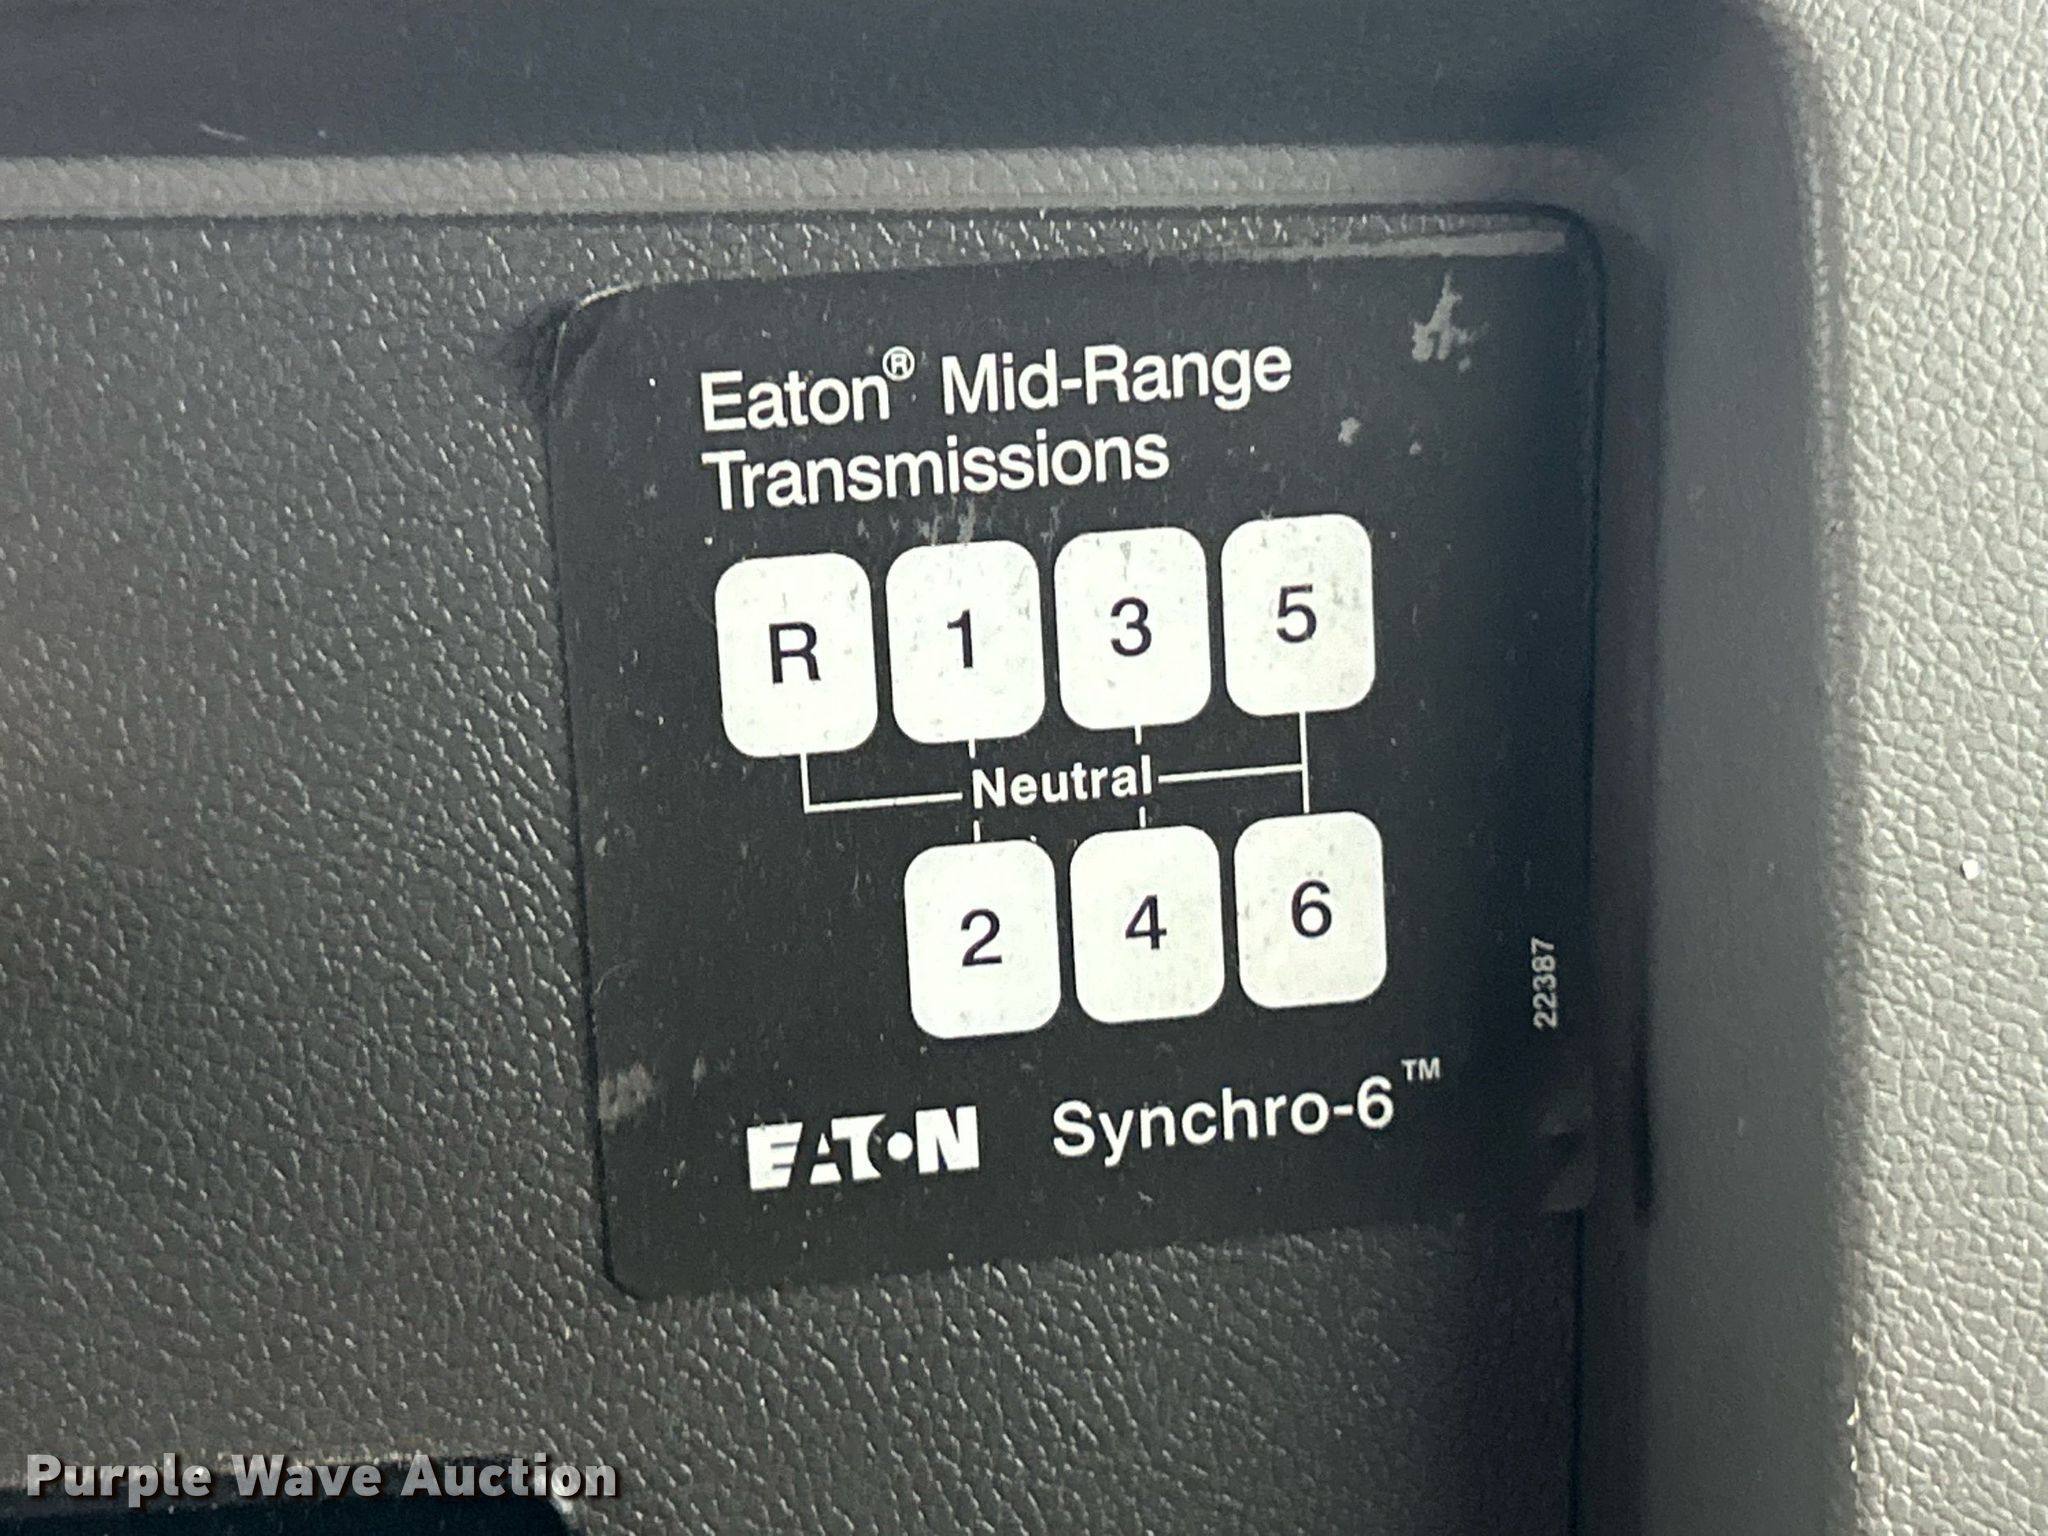 Eaton® Mid-Range
Transmissions
R 1 3 5
Neutral
2 4 6
22387
EATON Synchro-6™
Purple Wave Auction